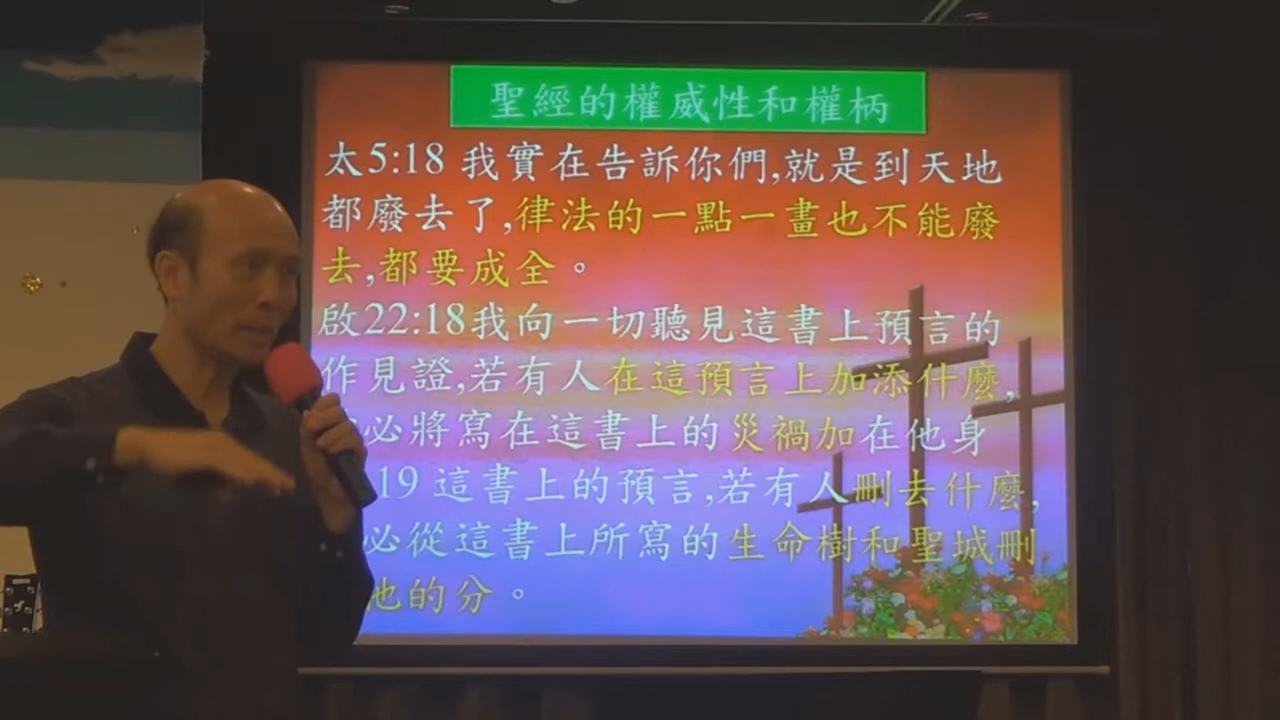 聖經的權威性和權柄
太5:18 我實在告訴你們,就是到天地
都廢去了,律法的一點一畫也不能廢
去,都要成全。
啟22:18我向一切聽見這書上預言的
作見證,若有人在這預言上加添什麼,
必將寫在這書上的災禍加在他身
19 這書上的預言,若有人刪去什麼,
必從這書上所寫的生命樹和聖城刪
他的分。